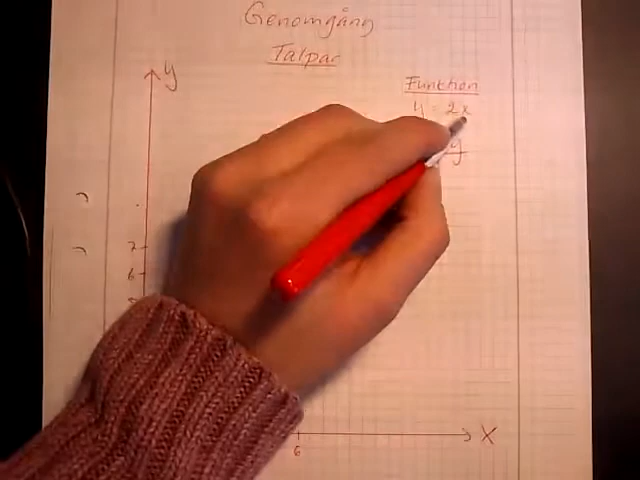 Genomgång
Talpar
y
Funktion
y = 2x
y
7
6
x
6